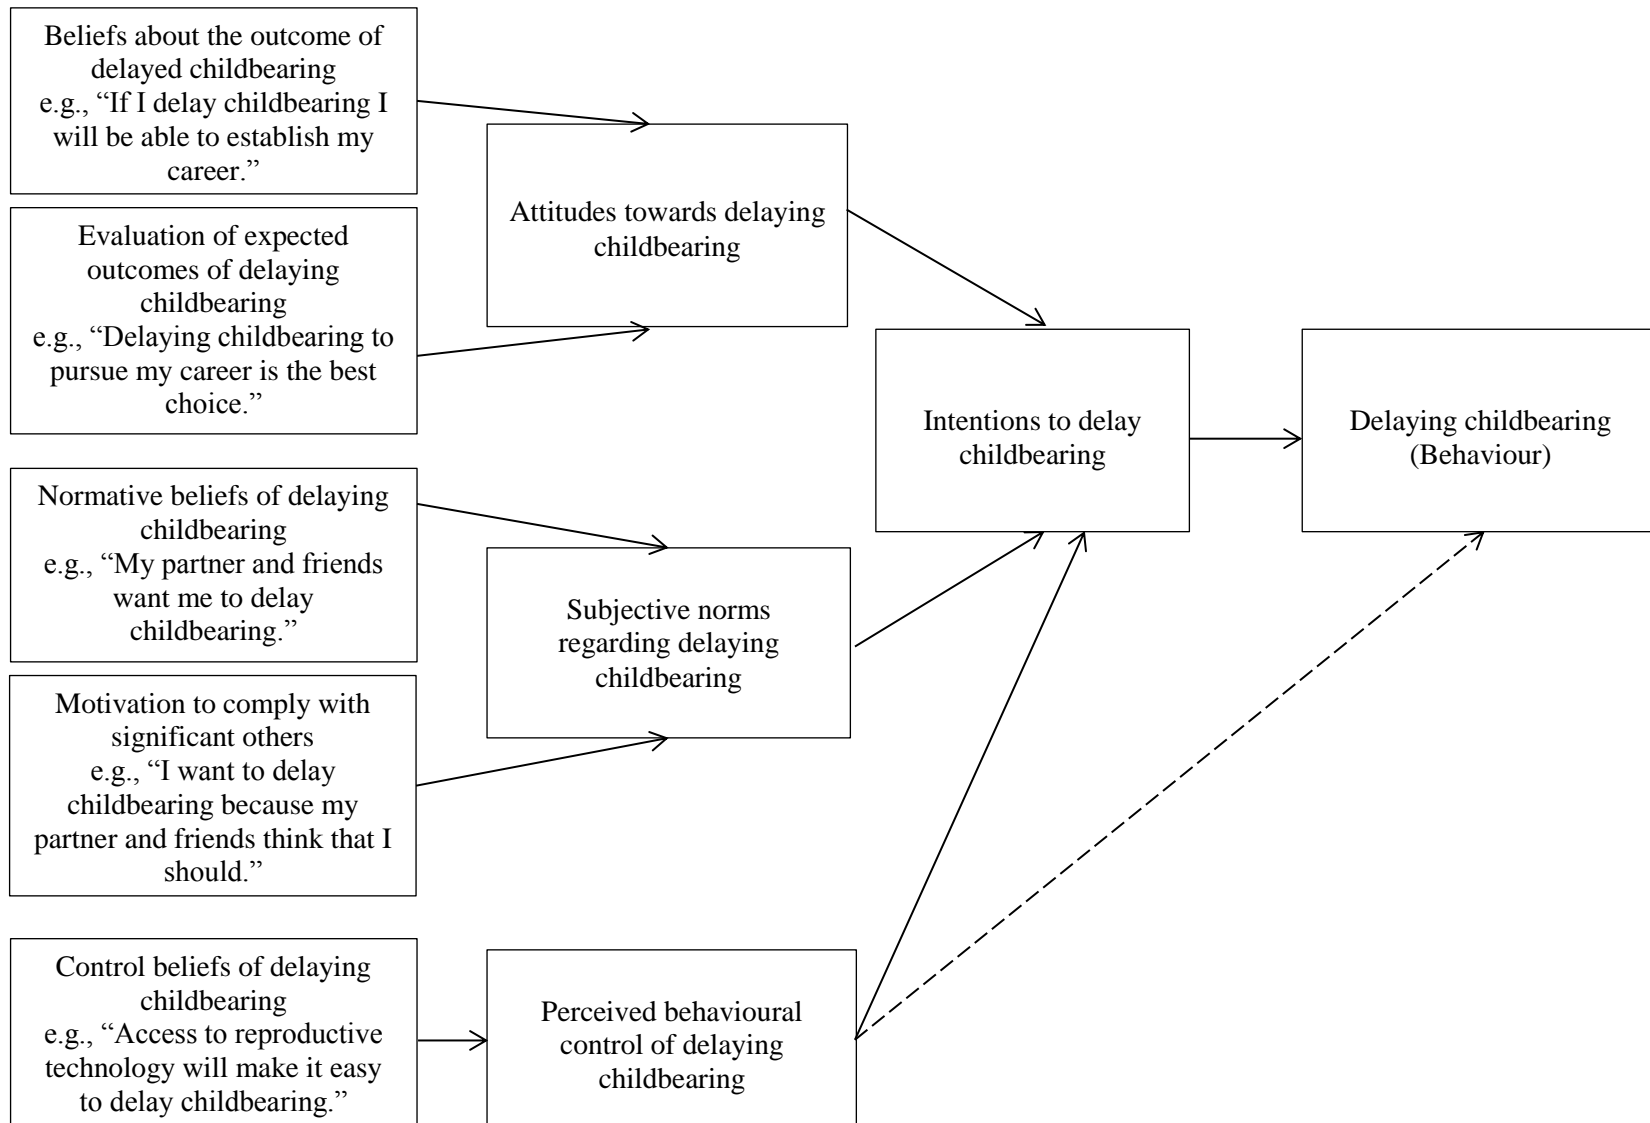 Beliefs about the outcome of
delayed childbearing
e.g., “If I delay childbearing I
will be able to establish my
career.”
Evaluation of expected
outcomes of delaying
childbearing
e.g., “Delaying childbearing to
pursue my career is the best
choice.”
Attitudes towards delaying
childbearing
Normative beliefs of delaying
childbearing
e.g., “My partner and friends
want me to delay
childbearing.”
Motivation to comply with
significant others
e.g., “I want to delay
childbearing because my
partner and friends think that I
should.”
Subjective norms
regarding delaying
childbearing
Control beliefs of delaying
childbearing
e.g., “Access to reproductive
technology will make it easy
to delay childbearing.”
Perceived behavioural
control of delaying
childbearing
Intentions to delay
childbearing
Delaying childbearing
(Behaviour)